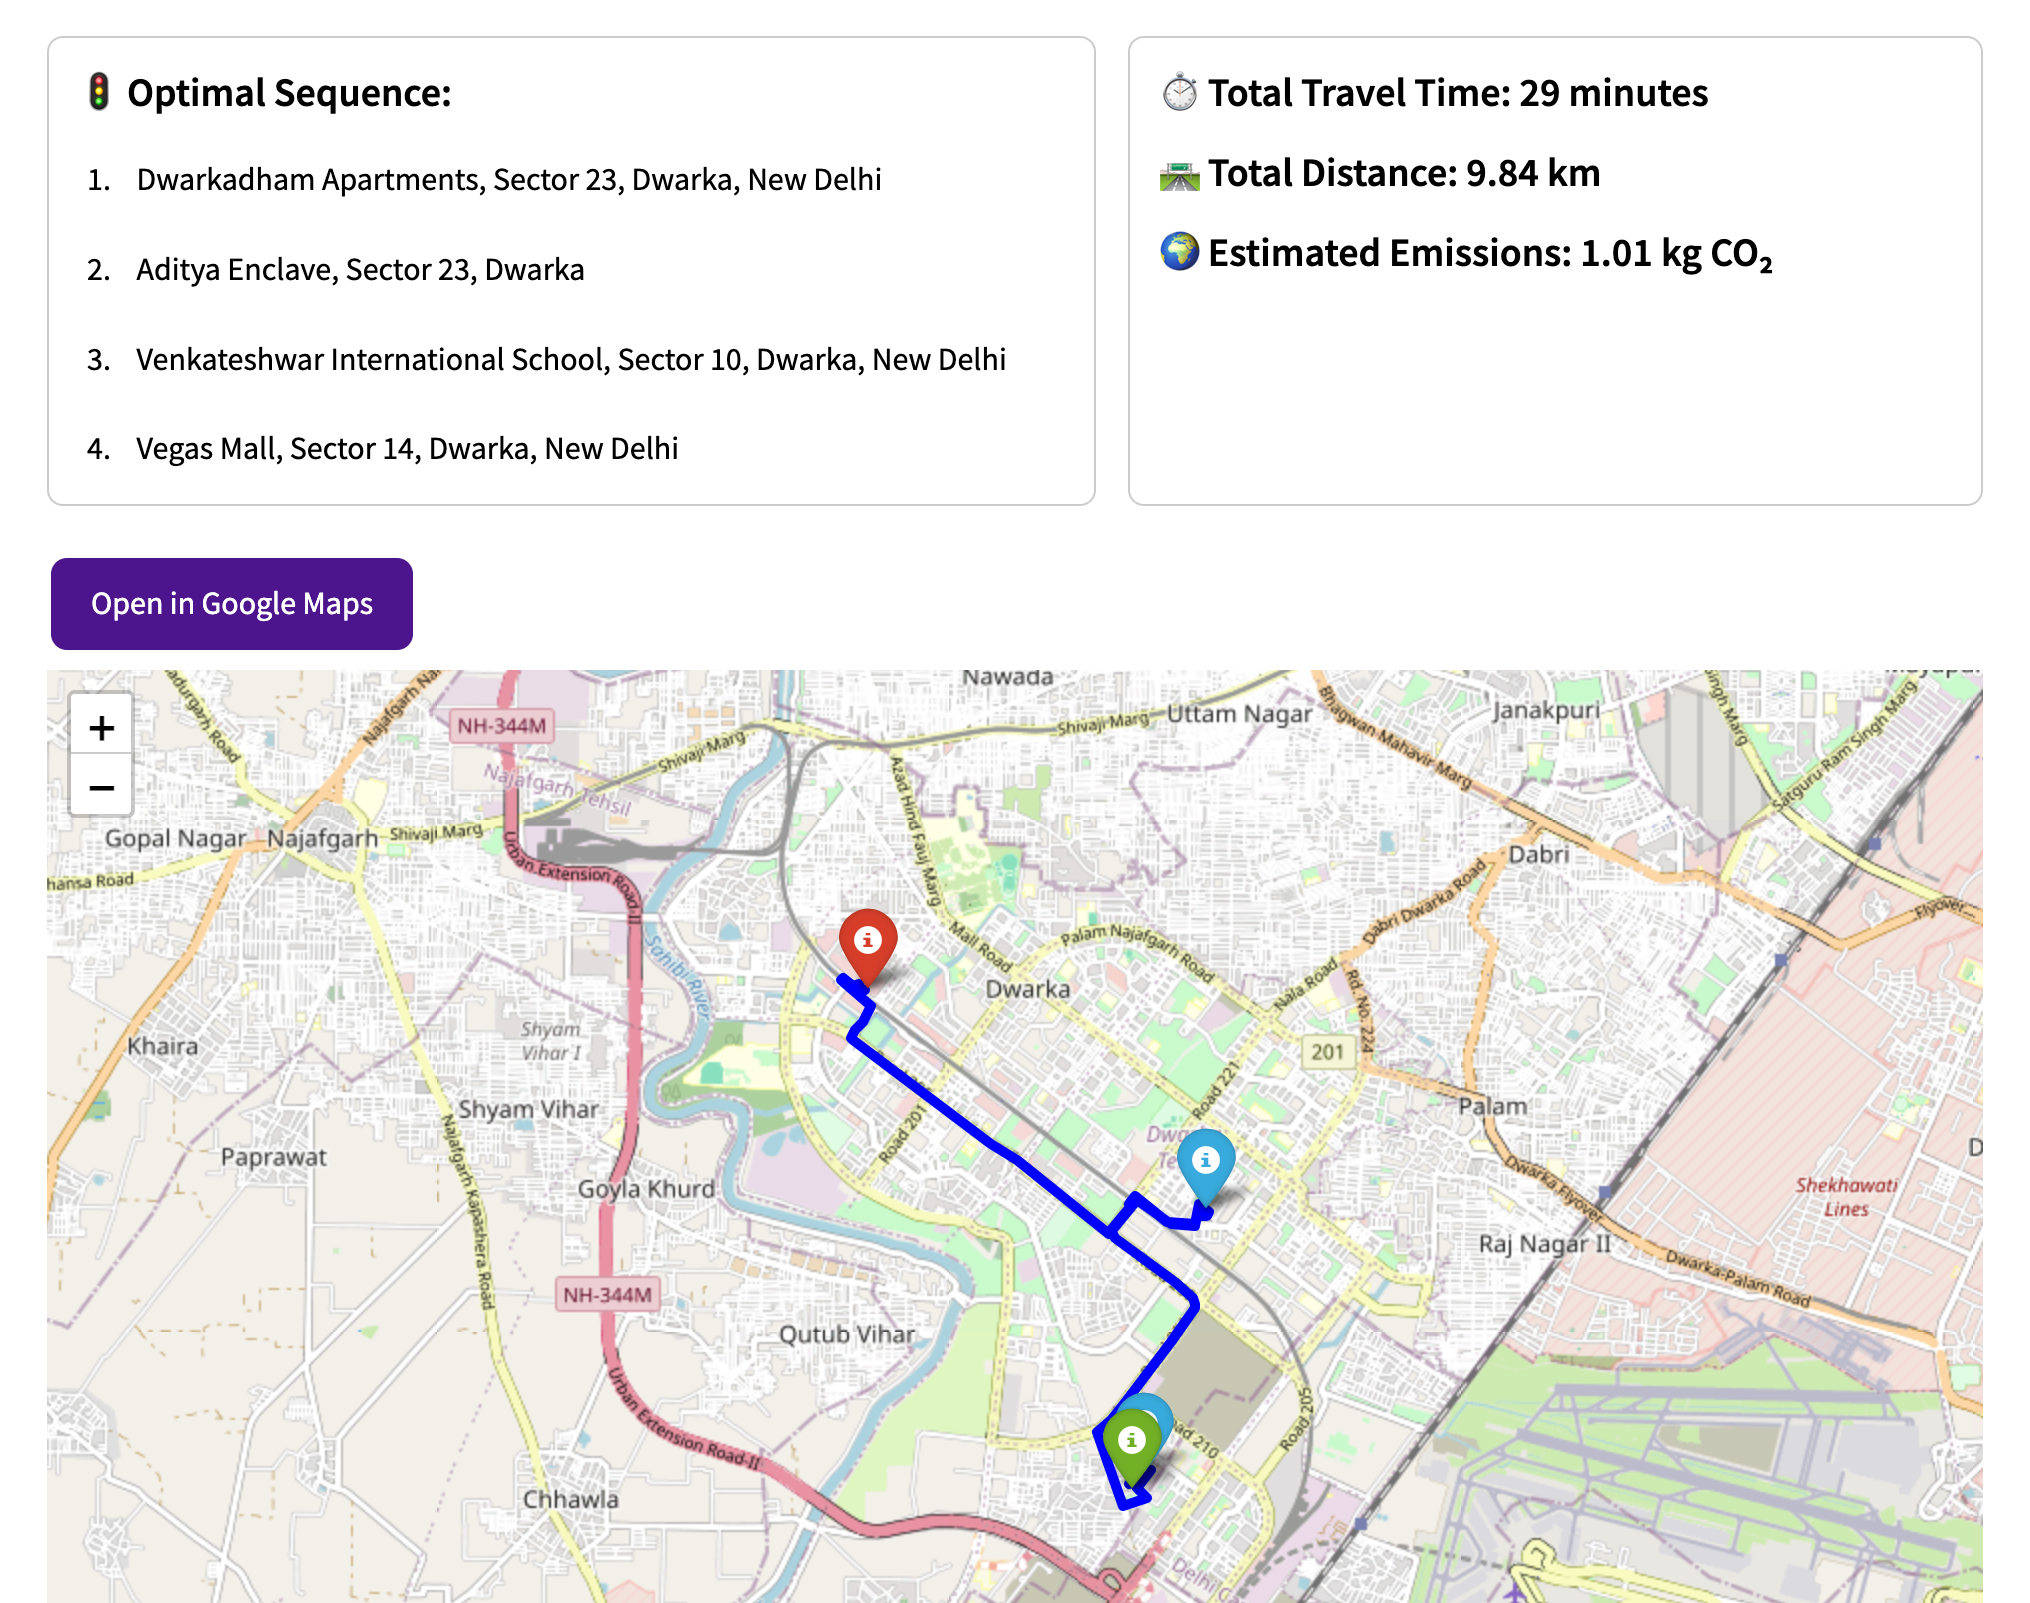 Optimal Sequence:
1. Dwarkadham Apartments, Sector 23, Dwarka, New Delhi
2. Aditya Enclave, Sector 23, Dwarka
3. Venkateshwar International School, Sector 10, Dwarka, New Delhi
4. Vegas Mall, Sector 14, Dwarka, New Delhi
Total Travel Time: 29 minutes
Total Distance: 9.84 km
Estimated Emissions: 1.01 kg CO₂
Open in Google Maps
+
−
Nawada
NH-344M
Shivaji Marg
Uttam Nagar
Janakpuri
Shivaji Marg
Bhagwan Mahavir Marg
Satguru Ram Singh Marg
Najafgarh Tehsil
Azad Hind Fauj Marg
Gopal Nagar
Najafgarh
Shivaji Marg
Dabri
Urban Extension Road-II
Dabri Dwarka Road
Flyover
Mall Road
Palam Najafgarh Road
Sahibi River
Dwarka
Nala Road
Rd. No. 224
Khaira
Shyam
Vihar I
201
Shyam Vihar
Road 221
Palam
Road 201
Paprawat
Najafgarh Kapashera Road
Goyla Khurd
Dwarka Flyover
Shekhawati
Lines
Raj Nagar II
Dwarka-Palam Road
NH-344M
Qutub Vihar
Urban Extension Road-II
Road 205
ad 210
Chhawla